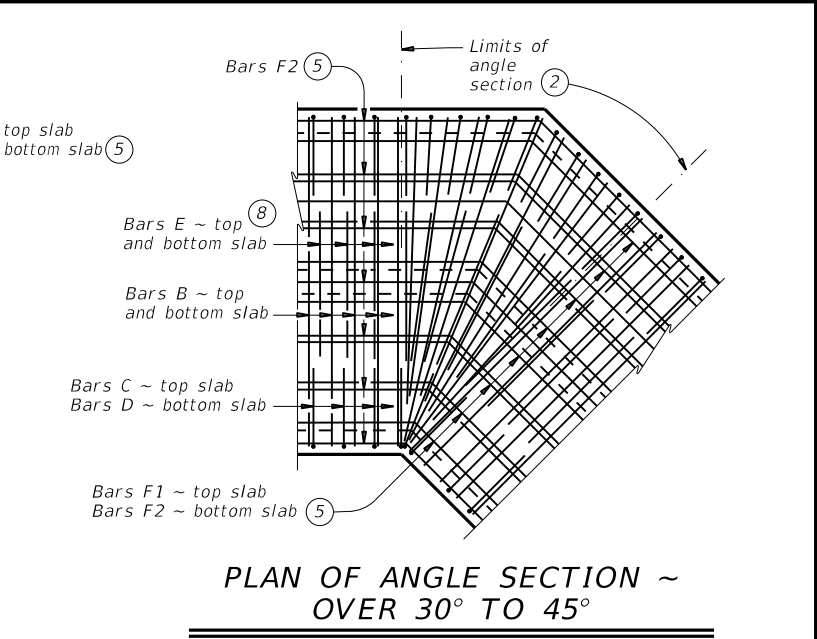 Bars F2 5
Limits of
angle
section 2
top slab
bottom slab 5
Bars E ~ top 8
and bottom slab
Bars B ~ top
and bottom slab
Bars C ~ top slab
Bars D ~ bottom slab
Bars F1 ~ top slab
Bars F2 ~ bottom slab 5
PLAN OF ANGLE SECTION ~
OVER 30° TO 45°